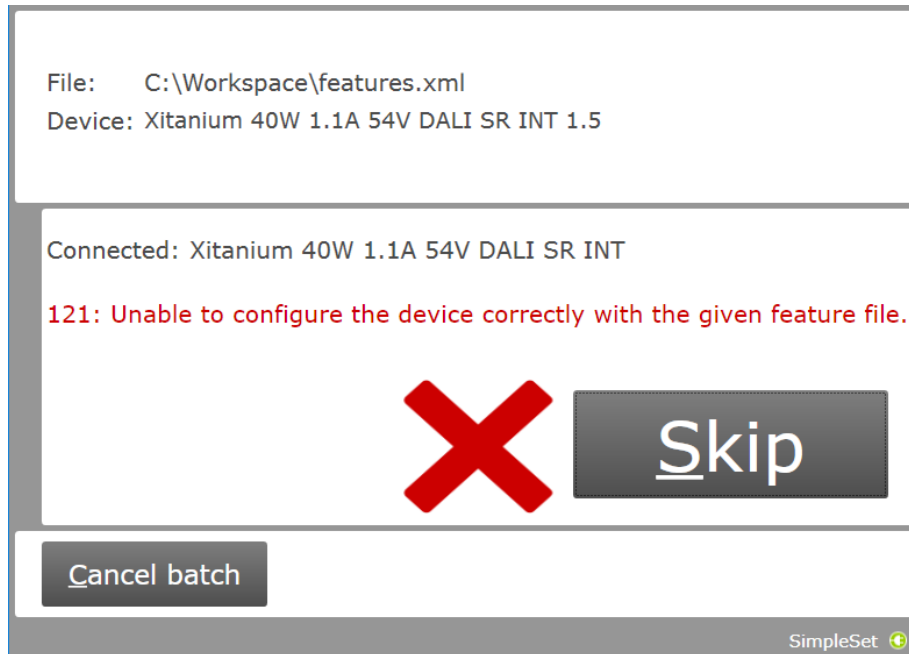 File: C:\Workspace\features.xml
Device: Xitanium 40W 1.1A 54V DALI SR INT 1.5
Connected: Xitanium 40W 1.1A 54V DALI SR INT
121: Unable to configure the device correctly with the given feature file.
Skip
Cancel batch
SimpleSet